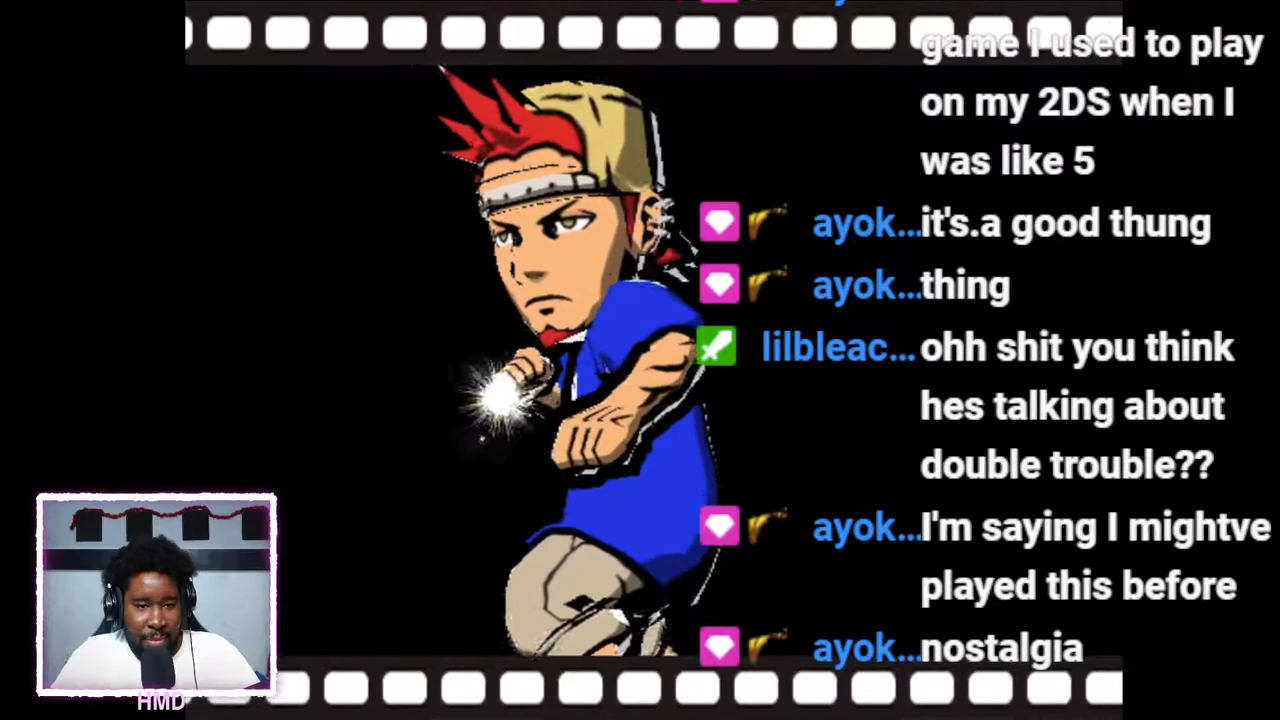 game I used to play
on my 2DS when I
was like 5
ayok... it's.a good thung
ayok... thing
lilbleac... ohh shit you think
hes talking about
double trouble??
ayok... I'm saying I mightve
played this before
ayok... nostalgia
HMD